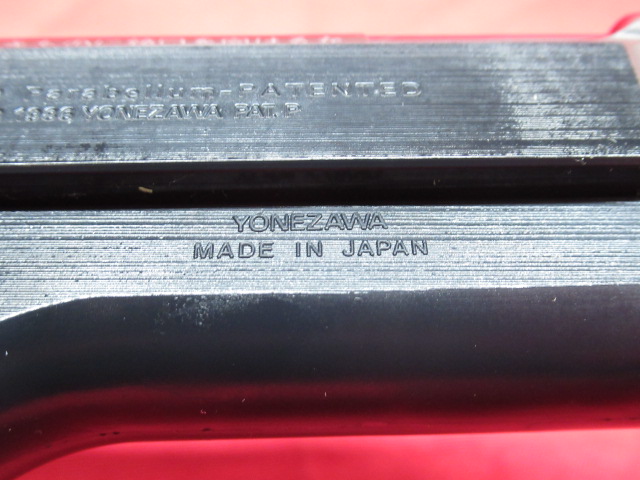 Parabellum-PATENTED
1986 YONEZAWA PAT. P
YONEZAWA
MADE IN JAPAN